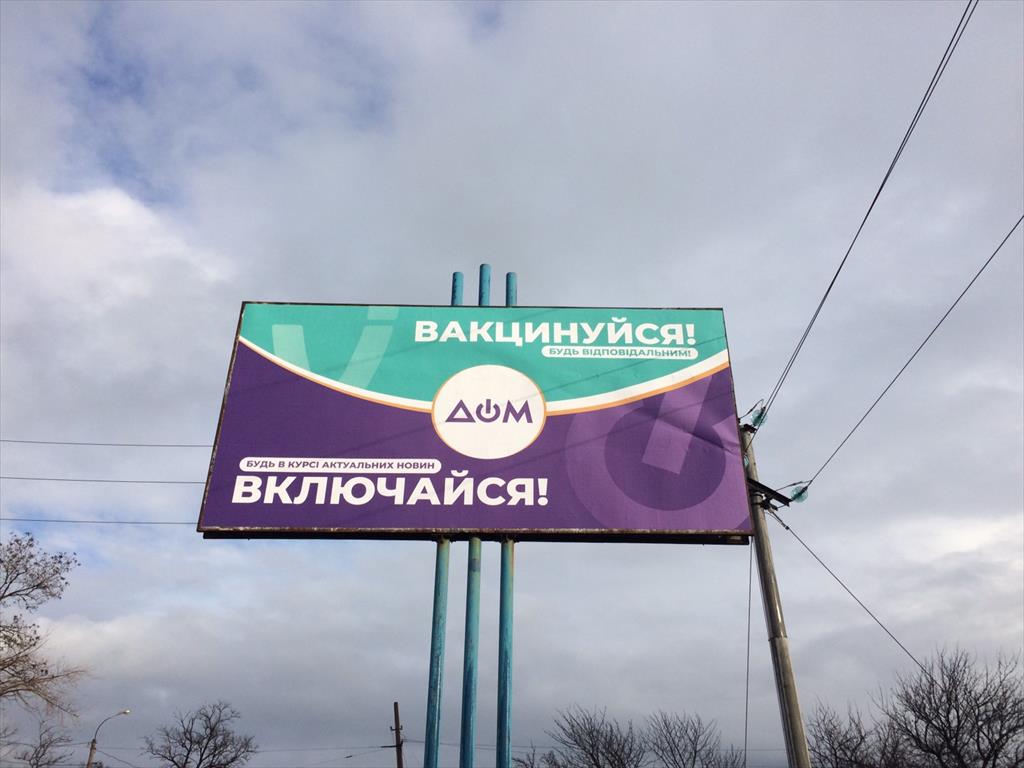 ВАКЦИНУЙСЯ!
БУДЬ ВІДПОВІДАЛЬНИМ!
ДОМ
БУДЬ В КУРСІ АКТУАЛЬНИХ НОВИН
ВКЛЮЧАЙСЯ!